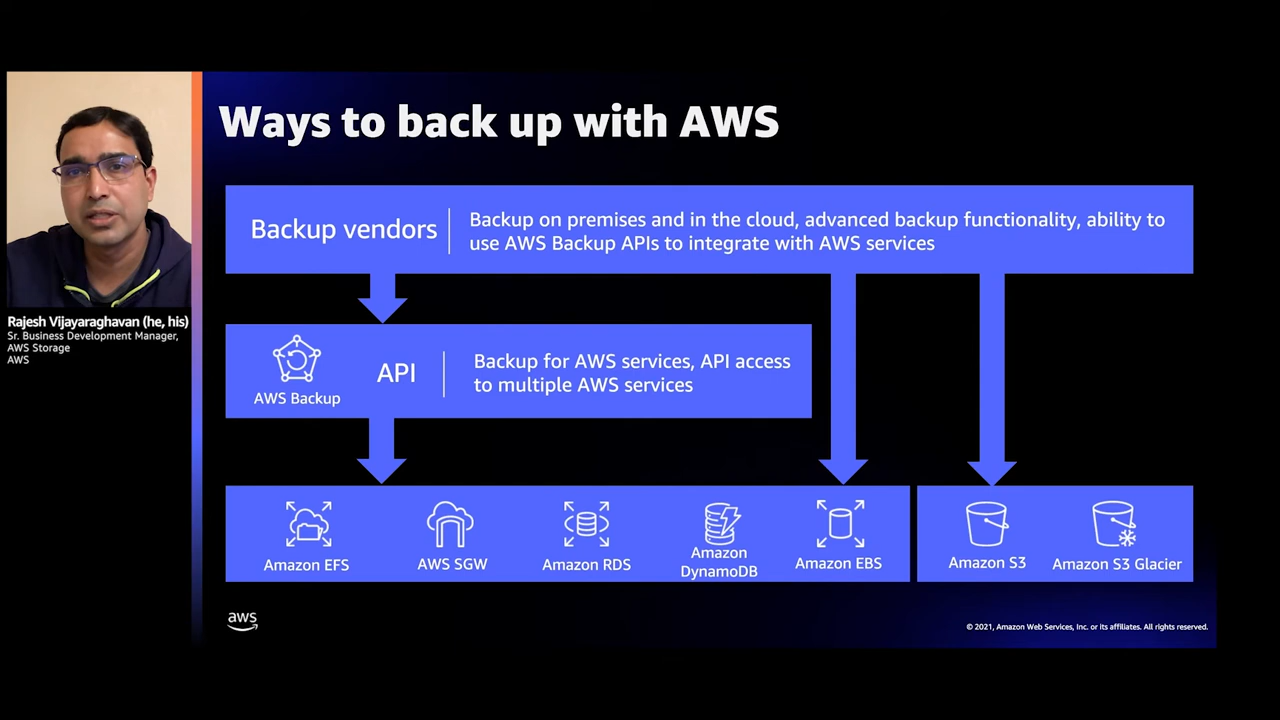 Ways to back up with AWS
Backup vendors
Backup on premises and in the cloud, advanced backup functionality, ability to
use AWS Backup APIs to integrate with AWS services
Rajesh Vijayaraghavan (he, his)
Sr. Business Development Manager,
AWS Storage
AWS
AWS Backup
API
Backup for AWS services, API access
to multiple AWS services
Amazon EFS
AWS SGW
Amazon RDS
Amazon
DynamoDB
Amazon EBS
Amazon S3
Amazon S3 Glacier
aws
© 2021, Amazon Web Services, Inc. or its affiliates. All rights reserved.